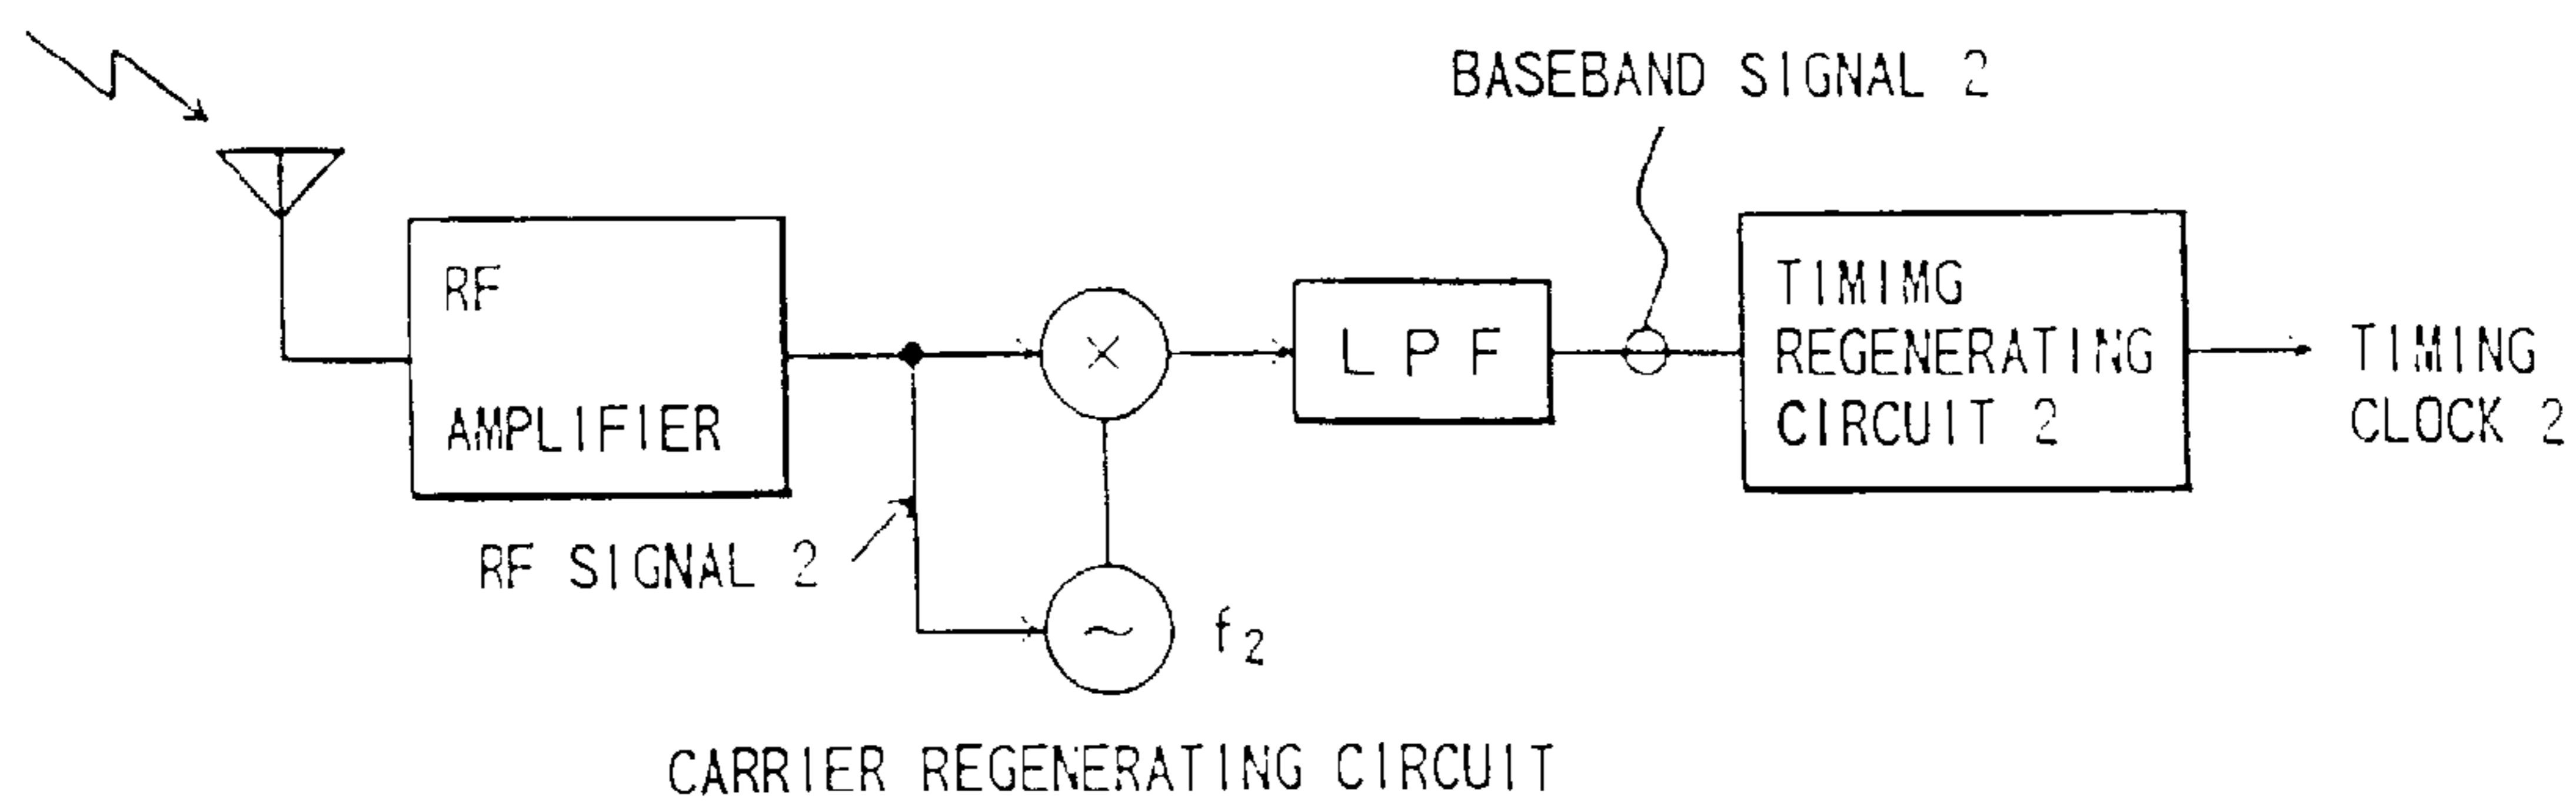 BASEBAND SIGNAL 2
RF
AMPLIFIER
×
LPF
TIMIMG
REGENERATING
CIRCUIT 2
TIMING
CLOCK 2
RF SIGNAL 2
~
f2
CARRIER REGENERATING CIRCUIT